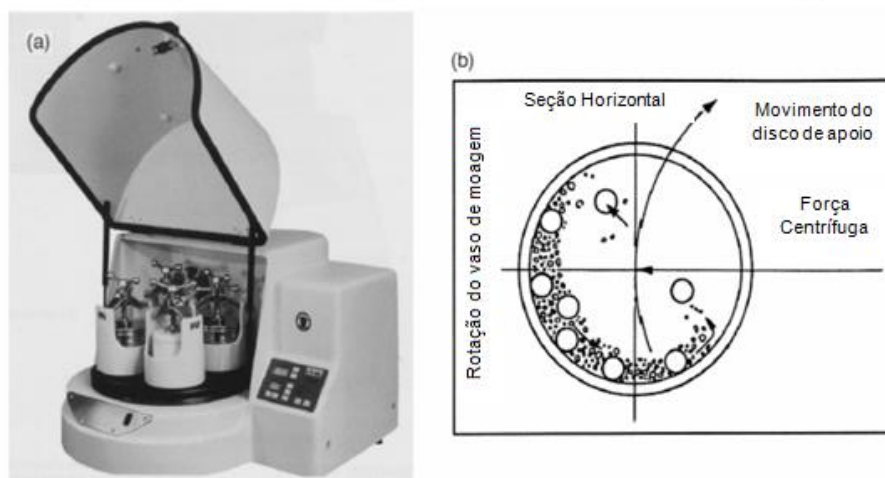 (a)
(b)
Seção Horizontal
Movimento do
disco de apoio
Força
Centrífuga
Rotação do vaso de moagem